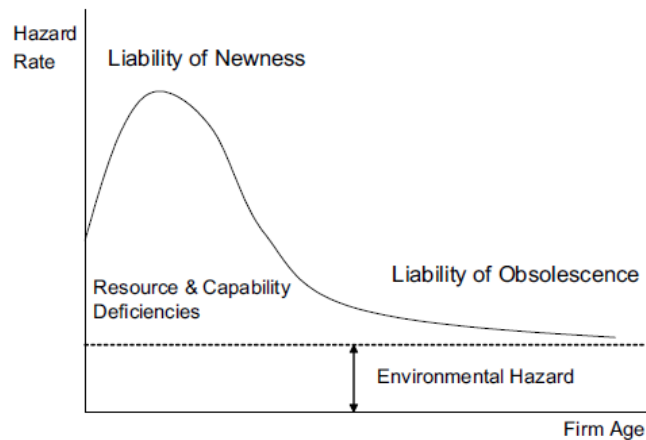 Hazard
Rate
Liability of Newness
Liability of Obsolescence
Resource & Capability
Deficiencies
Environmental Hazard
Firm Age